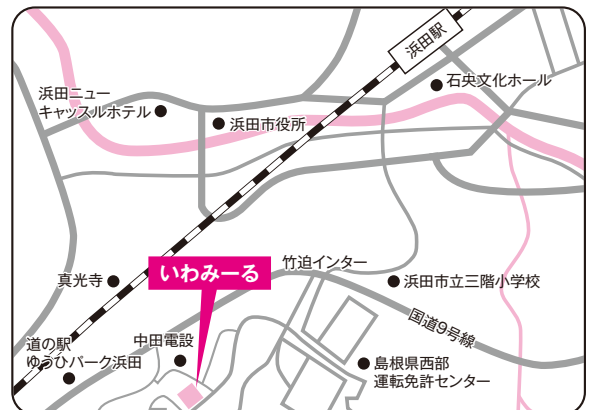 浜田駅
石央文化ホール
浜田ニュー
キャッスルホテル
浜田市役所
竹迫インター
いわみーる
真光寺
浜田市立三階小学校
国道9号線
道の駅
ゆうひパーク浜田
中田電設
島根県西部
運転免許センター